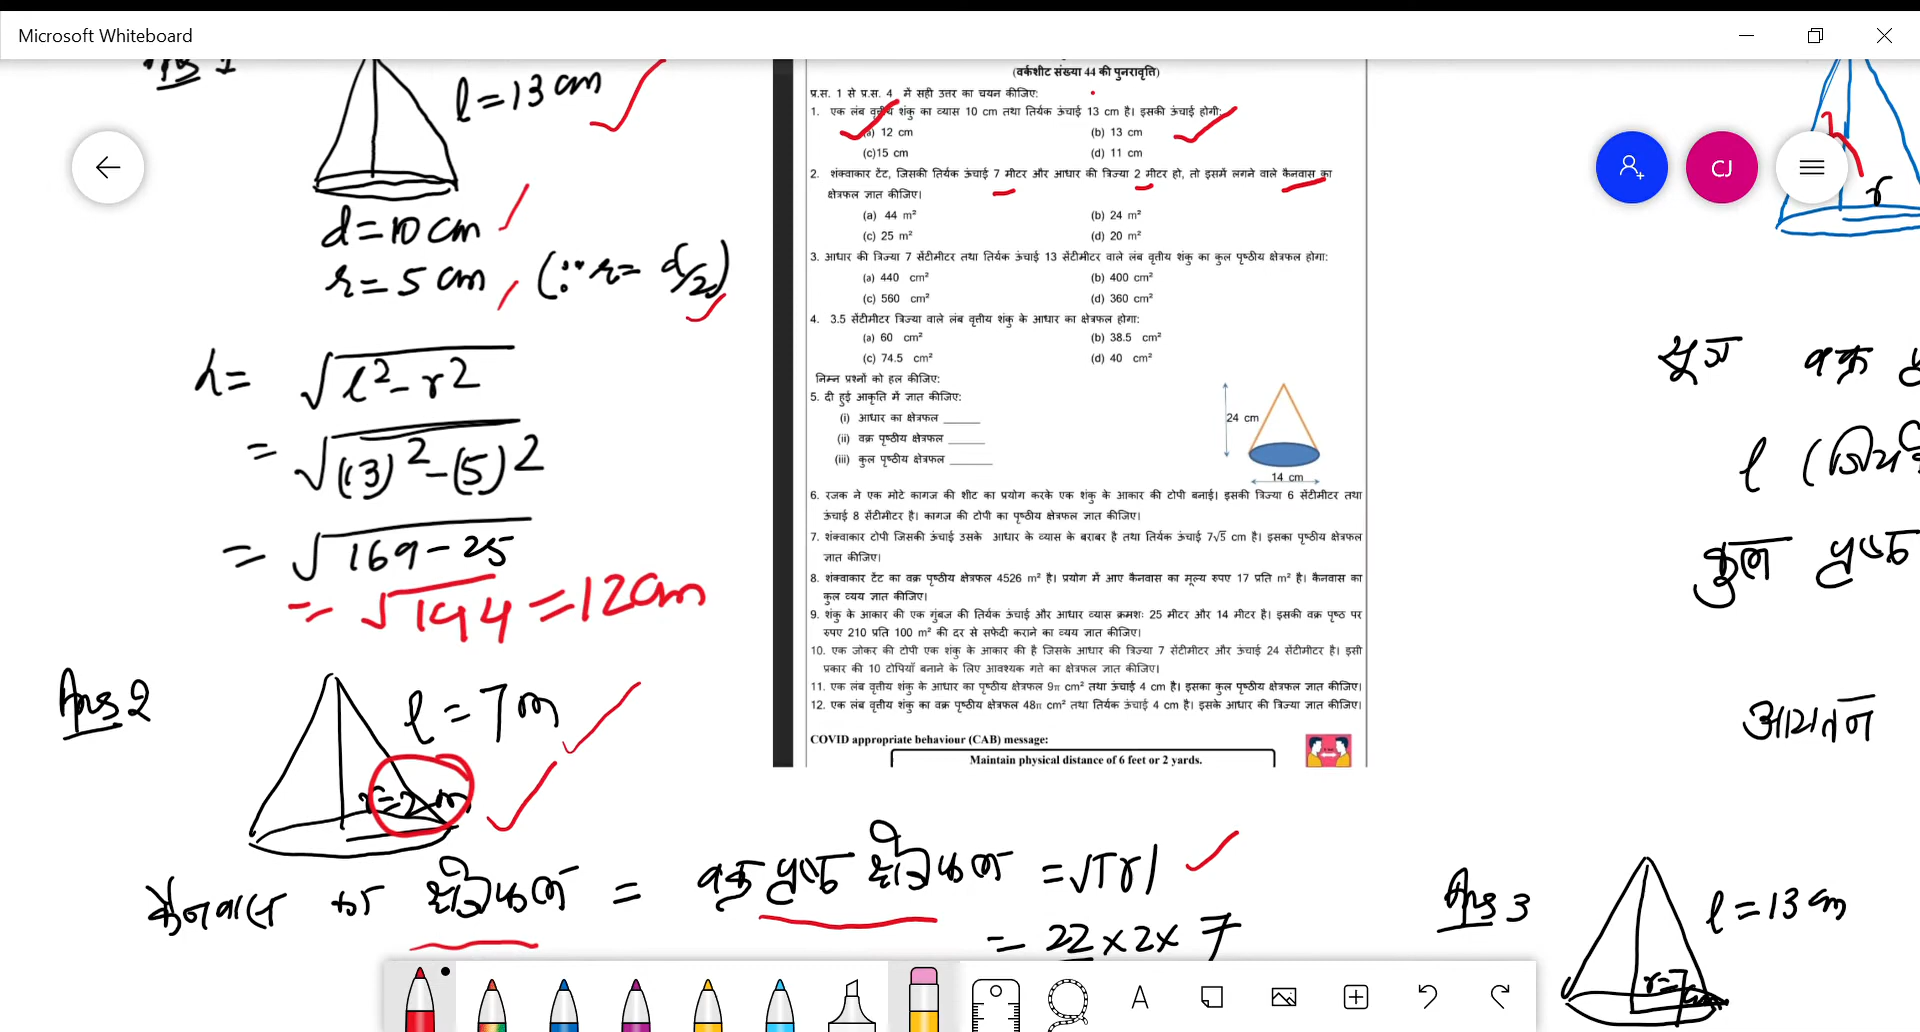 Microsoft Whiteboard
l=13 cm
d=10 cm
r=5 cm, (∵ r= d/2)
h= √l²-r²
= √(13)²-(5)²
= √169-25
= √144 =12cm
Ans 2
l = 7m
r=2m
कैनवास का क्षेत्रफल = वक्र पृष्ठ क्षेत्रफल =πrl
= 22×2×7
(वर्कशीट संख्या 44 की पुनरावृत्ति)
प्र.स. 1 से प्र.स. 4 में सही उत्तर का चयन कीजिए:
1. एक लंब वृत्तीय शंकु का व्यास 10 cm तथा तिर्यक ऊंचाई 13 cm है। इसकी ऊंचाई होगी:
(a) 12 cm (b) 13 cm
(c)15 cm (d) 11 cm
2. शंक्वाकार टेंट, जिसकी तिर्यक ऊंचाई 7 मीटर और आधार की त्रिज्या 2 मीटर हो, तो इसमें लगने वाले कैनवास का
क्षेत्रफल ज्ञात कीजिए।
(a) 44 m² (b) 24 m²
(c) 25 m² (d) 20 m²
3. आधार की त्रिज्या 7 सेंटीमीटर तथा तिर्यक ऊंचाई 13 सेंटीमीटर वाले लंब वृत्तीय शंकु का कुल पृष्ठीय क्षेत्रफल होगा:
(a) 440 cm² (b) 400 cm²
(c) 560 cm² (d) 360 cm²
4. 3.5 सेंटीमीटर त्रिज्या वाले लंब वृत्तीय शंकु के आधार का क्षेत्रफल होगा:
(a) 60 cm² (b) 38.5 cm²
(c) 74.5 cm² (d) 40 cm²
निम्न प्रश्नों को हल कीजिए:
5. दी हुई आकृति में ज्ञात कीजिए:
(i) आधार का क्षेत्रफल ______
(ii) वक्र पृष्ठीय क्षेत्रफल ______
(iii) कुल पृष्ठीय क्षेत्रफल ______
24 cm
14 cm
6. रजक ने एक मोटे कागज की शीट का प्रयोग करके एक शंकु के आकार की टोपी बनाई। इसकी त्रिज्या 6 सेंटीमीटर तथा
ऊंचाई 8 सेंटीमीटर है। कागज की टोपी का पृष्ठीय क्षेत्रफल ज्ञात कीजिए।
7. शंक्वाकार टोपी जिसकी ऊंचाई उसके आधार के व्यास के बराबर है तथा तिर्यक ऊंचाई 7√5 cm है। इसका पृष्ठीय क्षेत्रफल
ज्ञात कीजिए।
8. शंक्वाकार टेंट का वक्र पृष्ठीय क्षेत्रफल 4526 m² है। प्रयोग में आए कैनवास का मूल्य रुपए 17 प्रति m² है। कैनवास का
कुल व्यय ज्ञात कीजिए।
9. शंकु के आकार की एक गुंबज की तिर्यक ऊंचाई और आधार व्यास क्रमशः 25 मीटर और 14 मीटर है। इसकी वक्र पृष्ठ पर
रुपए 210 प्रति 100 m² की दर से सफेदी कराने का व्यय ज्ञात कीजिए।
10. एक जोकर की टोपी एक शंकु के आकार की है जिसके आधार की त्रिज्या 7 सेंटीमीटर और ऊंचाई 24 सेंटीमीटर है। इसी
प्रकार की 10 टोपियाँ बनाने के लिए आवश्यक गत्ते का क्षेत्रफल ज्ञात कीजिए।
11. एक लंब वृत्तीय शंकु के आधार का पृष्ठीय क्षेत्रफल 9π cm² तथा ऊंचाई 4 cm है। इसका कुल पृष्ठीय क्षेत्रफल ज्ञात कीजिए।
12. एक लंब वृत्तीय शंकु का वक्र पृष्ठीय क्षेत्रफल 48π cm² तथा तिर्यक ऊंचाई 4 cm है। इसके आधार की त्रिज्या ज्ञात कीजिए।
COVID appropriate behaviour (CAB) message:
Maintain physical distance of 6 feet or 2 yards.
CJ
r
सूत्र वक्र
l
कुल पृष्ठ
आयतन
Ans 3
l=13 cm
r=7
A